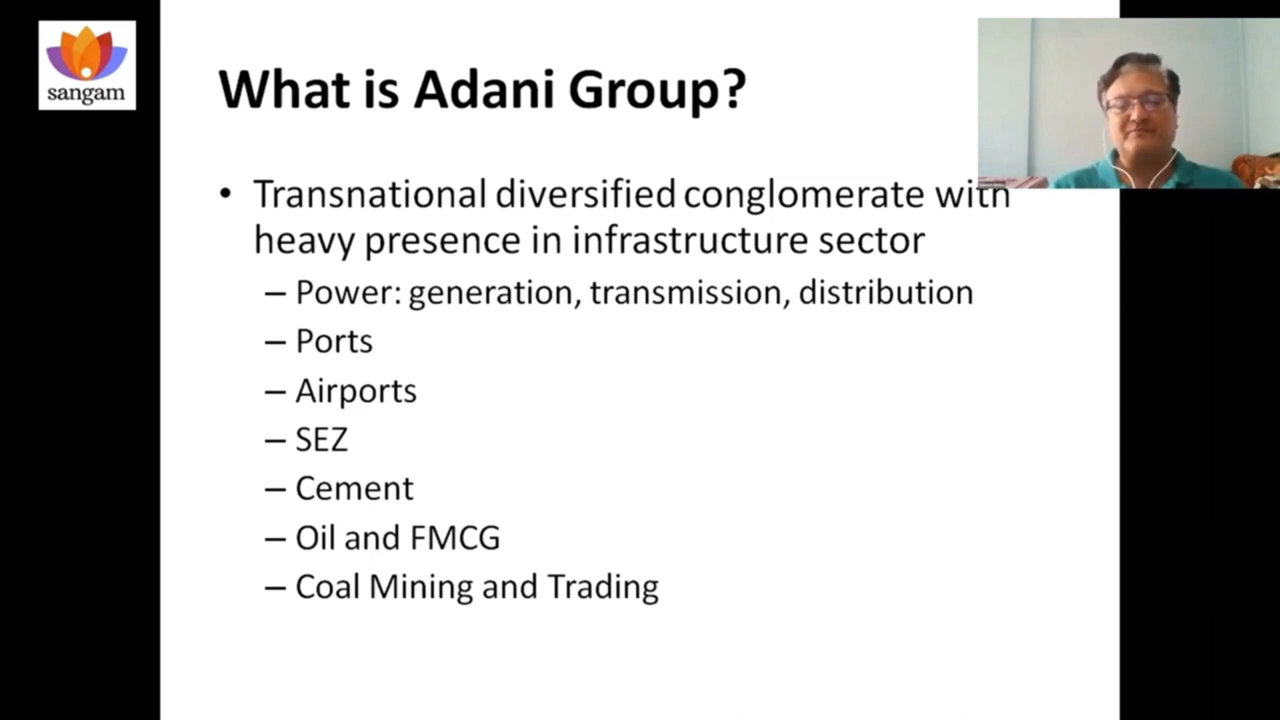 sangam
What is Adani Group?
• Transnational diversified conglomerate with
heavy presence in infrastructure sector
– Power: generation, transmission, distribution
– Ports
– Airports
– SEZ
– Cement
– Oil and FMCG
– Coal Mining and Trading